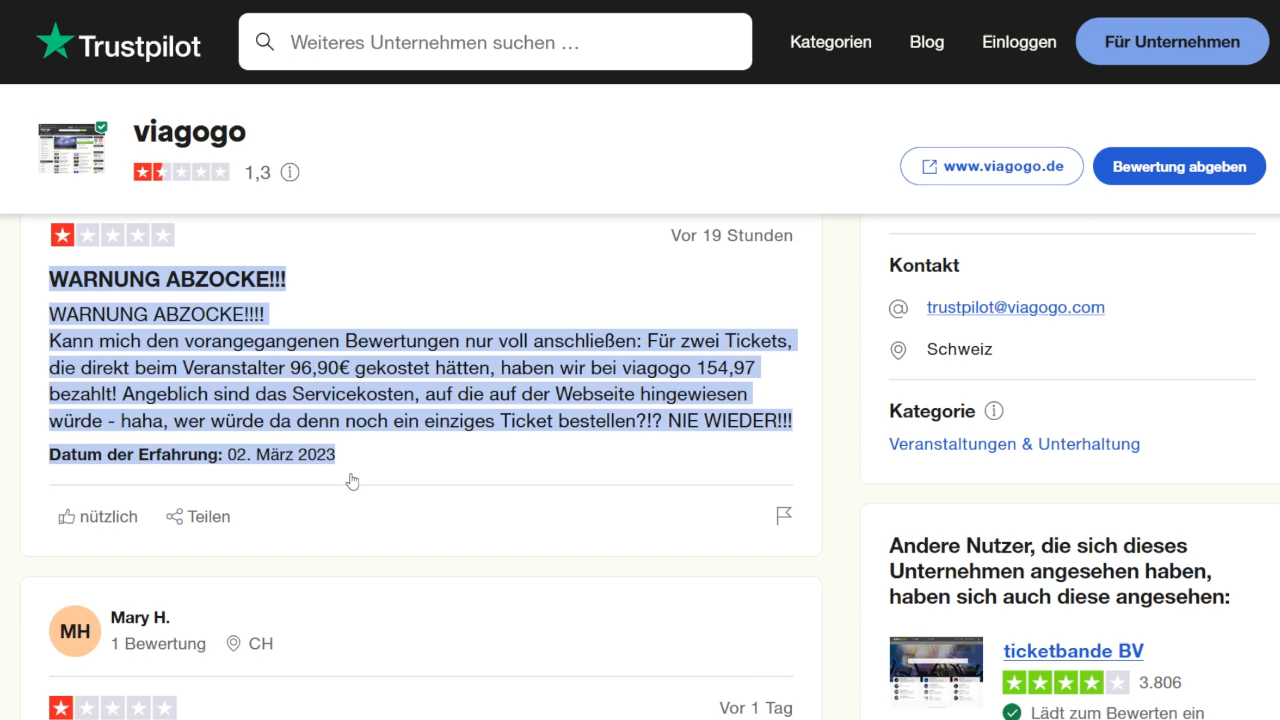 Trustpilot
Weiteres Unternehmen suchen …
Kategorien
Blog
Einloggen
Für Unternehmen
viagogo
1,3
www.viagogo.de
Bewertung abgeben
Vor 19 Stunden
WARNUNG ABZOCKE!!!
WARNUNG ABZOCKE!!!!
Kann mich den vorangegangenen Bewertungen nur voll anschließen: Für zwei Tickets,
die direkt beim Veranstalter 96,90€ gekostet hätten, haben wir bei viagogo 154,97
bezahlt! Angeblich sind das Servicekosten, auf die auf der Webseite hingewiesen
würde - haha, wer würde da denn noch ein einziges Ticket bestellen?!? NIE WIEDER!!!
Datum der Erfahrung: 02. März 2023
nützlich
Teilen
MH
Mary H.
1 Bewertung
CH
Vor 1 Tag
Kontakt
trustpilot@viagogo.com
Schweiz
Kategorie
Veranstaltungen & Unterhaltung
Andere Nutzer, die sich dieses
Unternehmen angesehen haben,
haben sich auch diese angesehen:
ticketbande BV
3.806
Lädt zum Bewerten ein